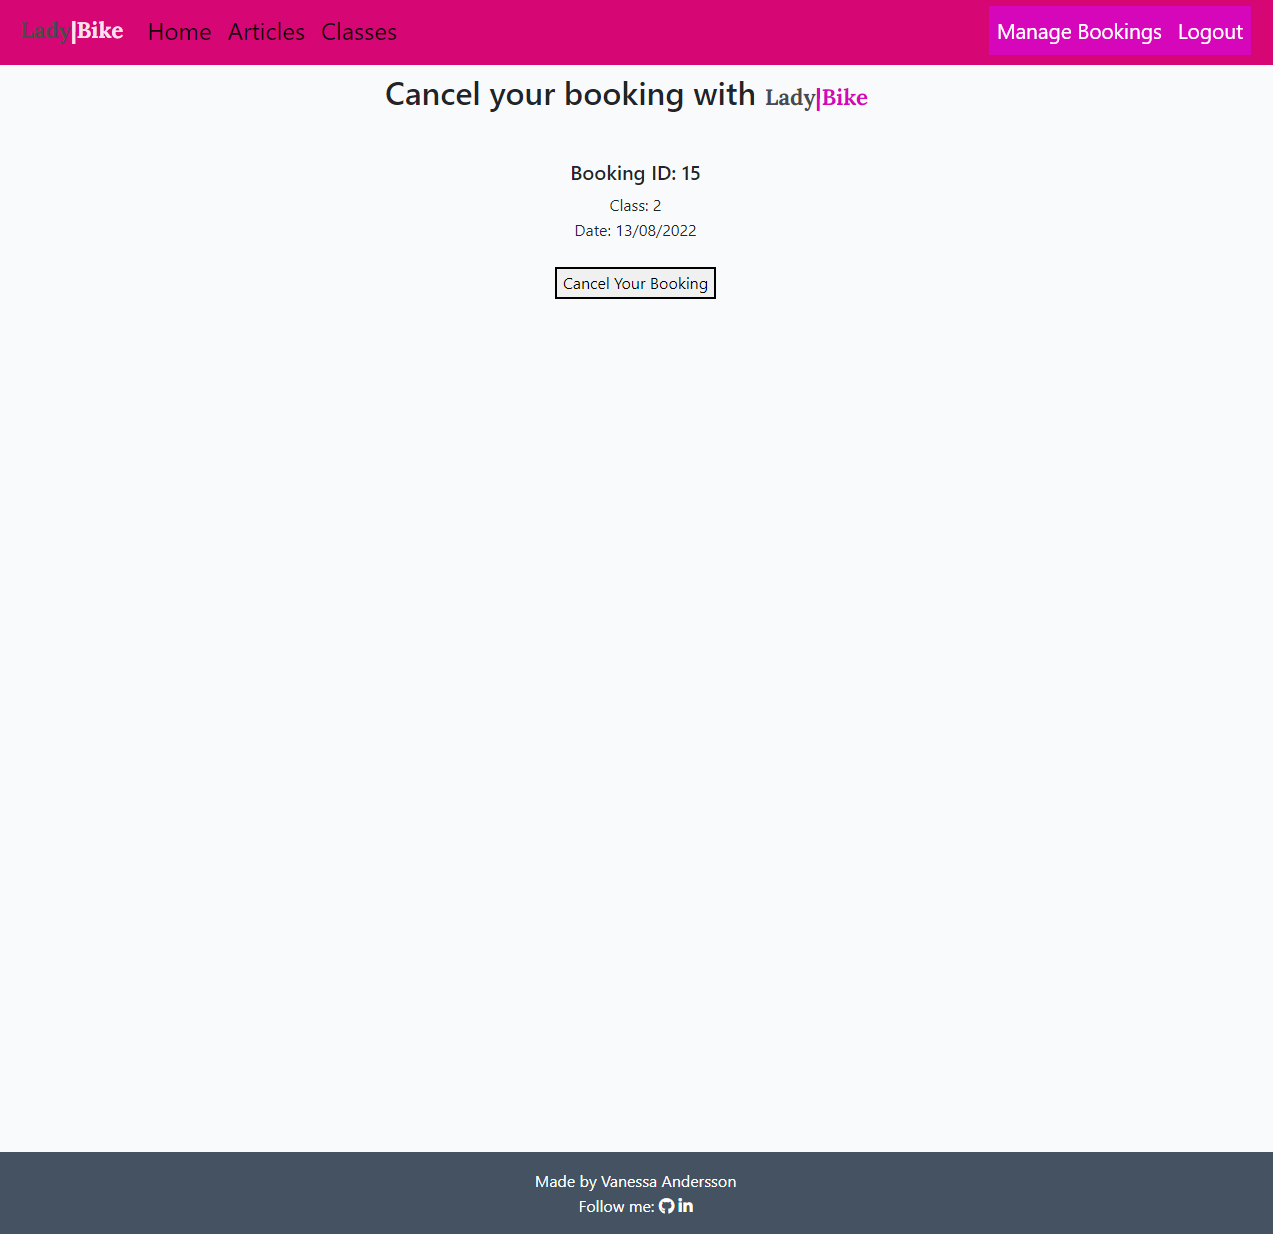 Lady|Bike Home Articles Classes Manage Bookings Logout
Cancel your booking with Lady|Bike
Booking ID: 15
Class: 2
Date: 13/08/2022
Cancel Your Booking
Made by Vanessa Andersson
Follow me: